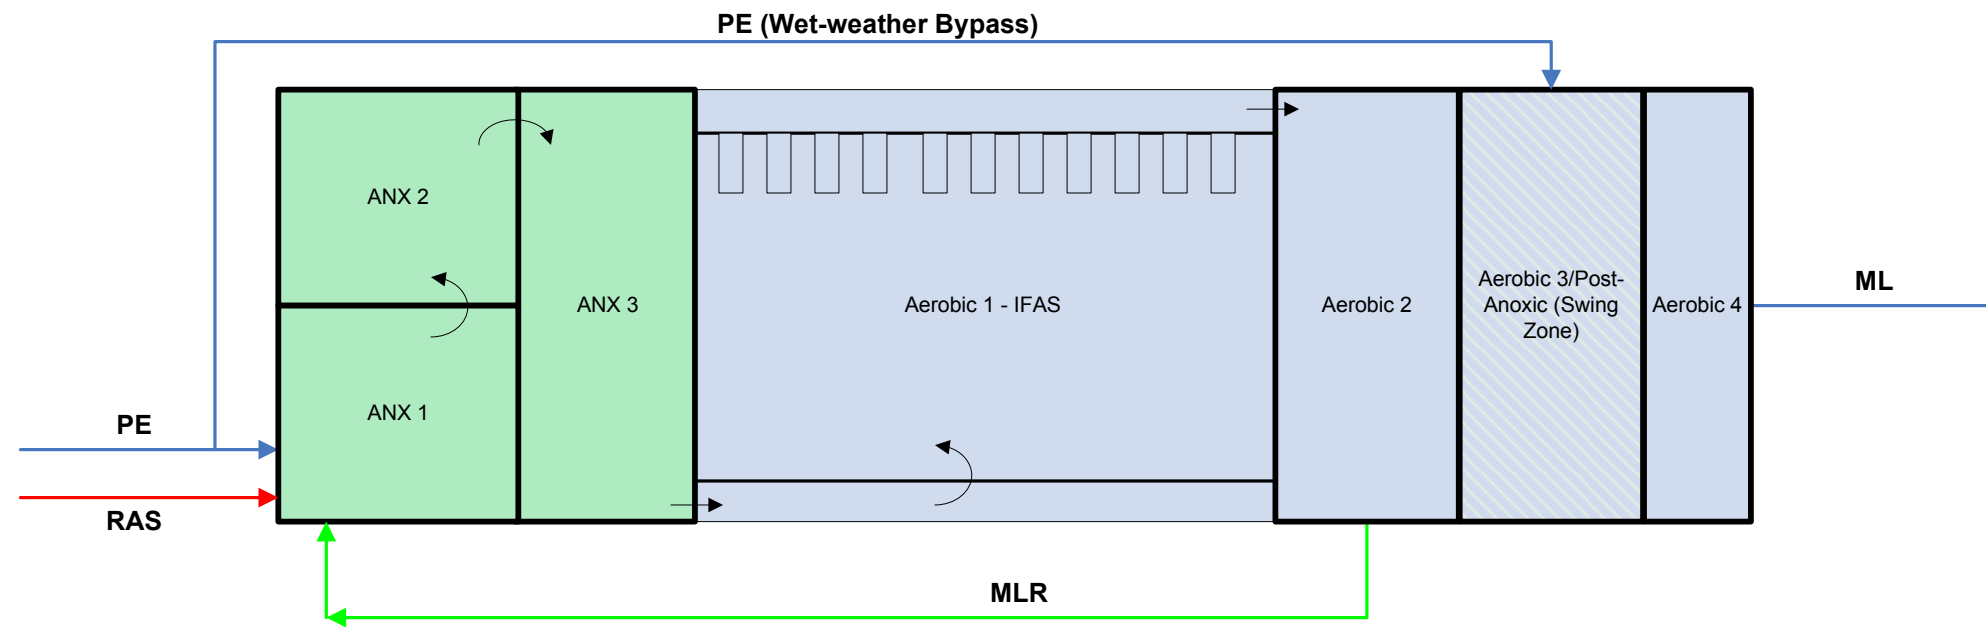 PE (Wet-weather Bypass)
ANX 2
ANX 3
Aerobic 1 - IFAS
Aerobic 2
Aerobic 3/Post-
Anoxic (Swing
Zone)
Aerobic 4
ML
ANX 1
PE
RAS
MLR